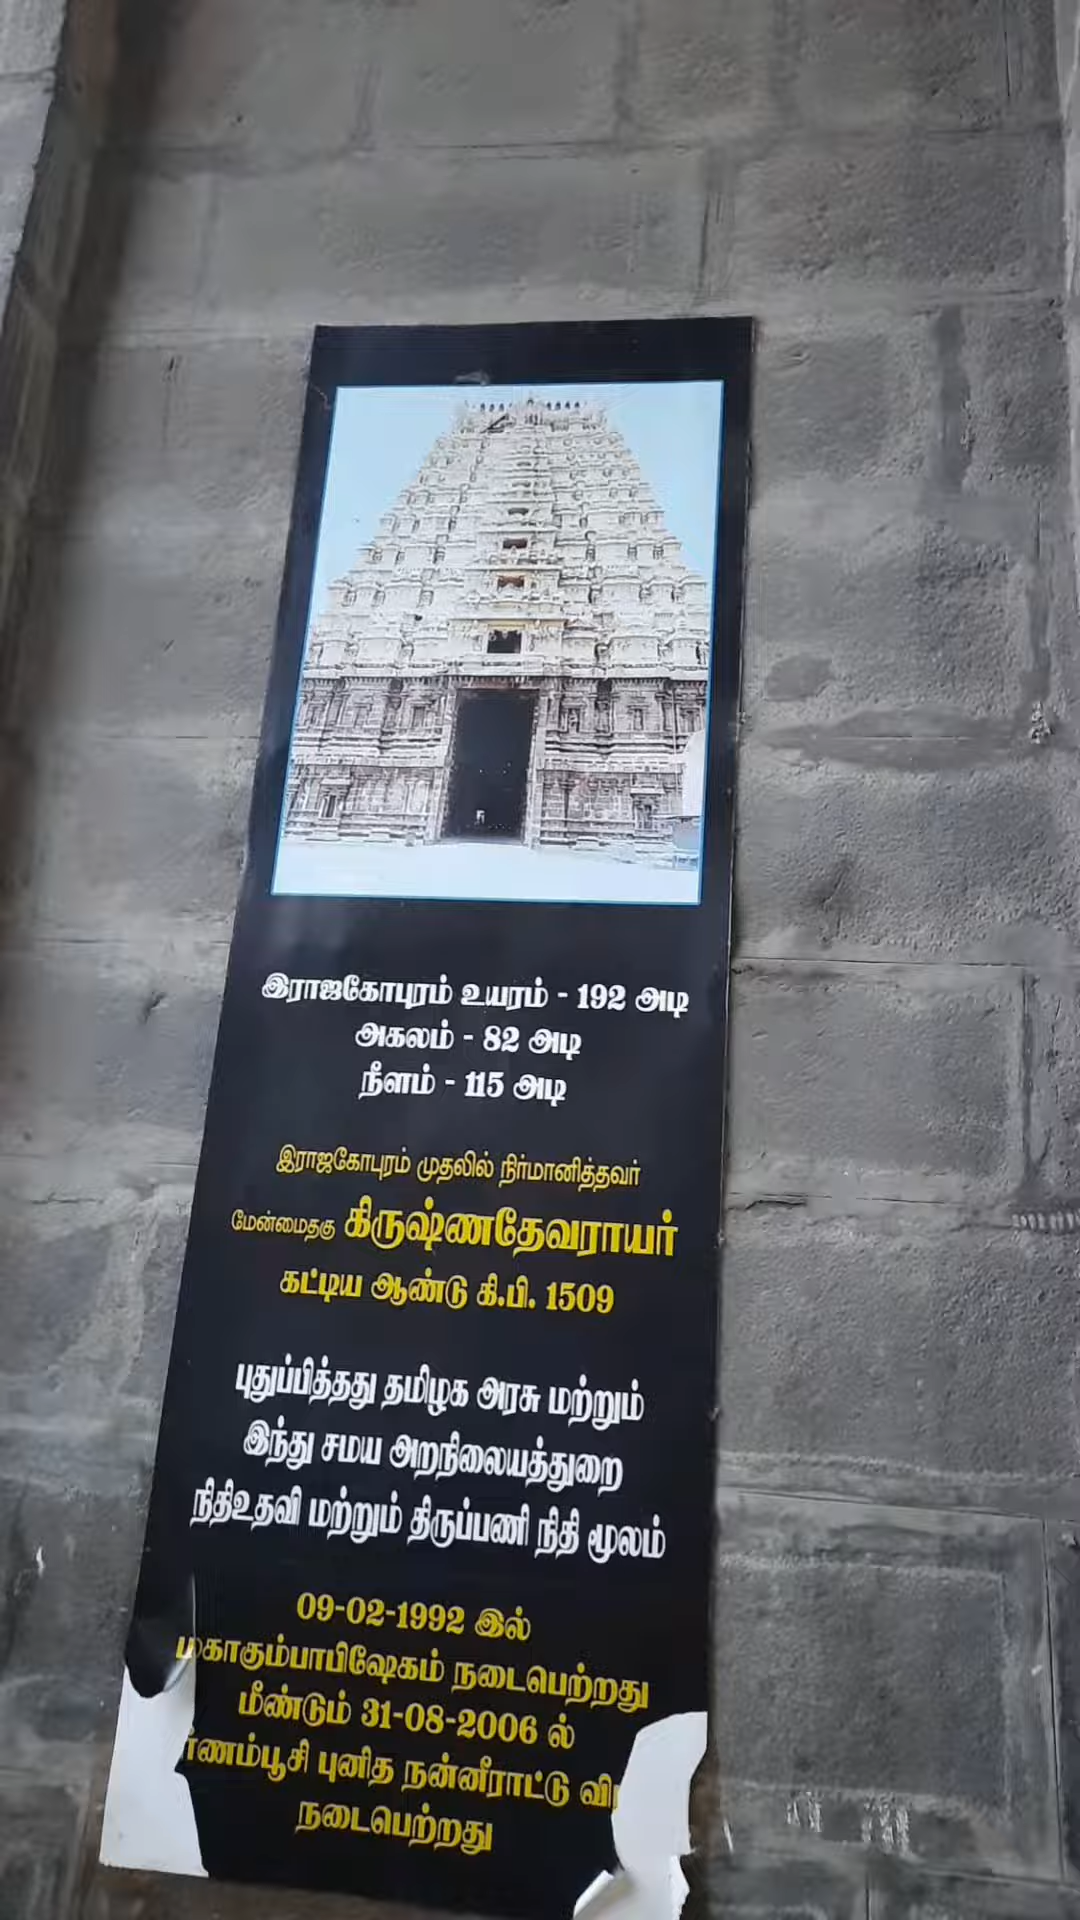 இராஜகோபுரம் உயரம் - 192 அடி
அகலம் - 82 அடி
நீளம் - 115 அடி
இராஜகோபுரம் முதலில் நிர்மானித்தவர்
மேன்மைதகு கிருஷ்ணதேவராயர்
கட்டிய ஆண்டு கி.பி. 1509
புதுப்பித்தது தமிழக அரசு மற்றும்
இந்து சமய அறநிலையத்துறை
நிதிஉதவி மற்றும் திருப்பணி நிதி மூலம்
09-02-1992 இல்
மகாகும்பாபிஷேகம் நடைபெற்றது
மீண்டும் 31-08-2006 ல்
புனித நன்னீராட்டு
நடைபெற்றது